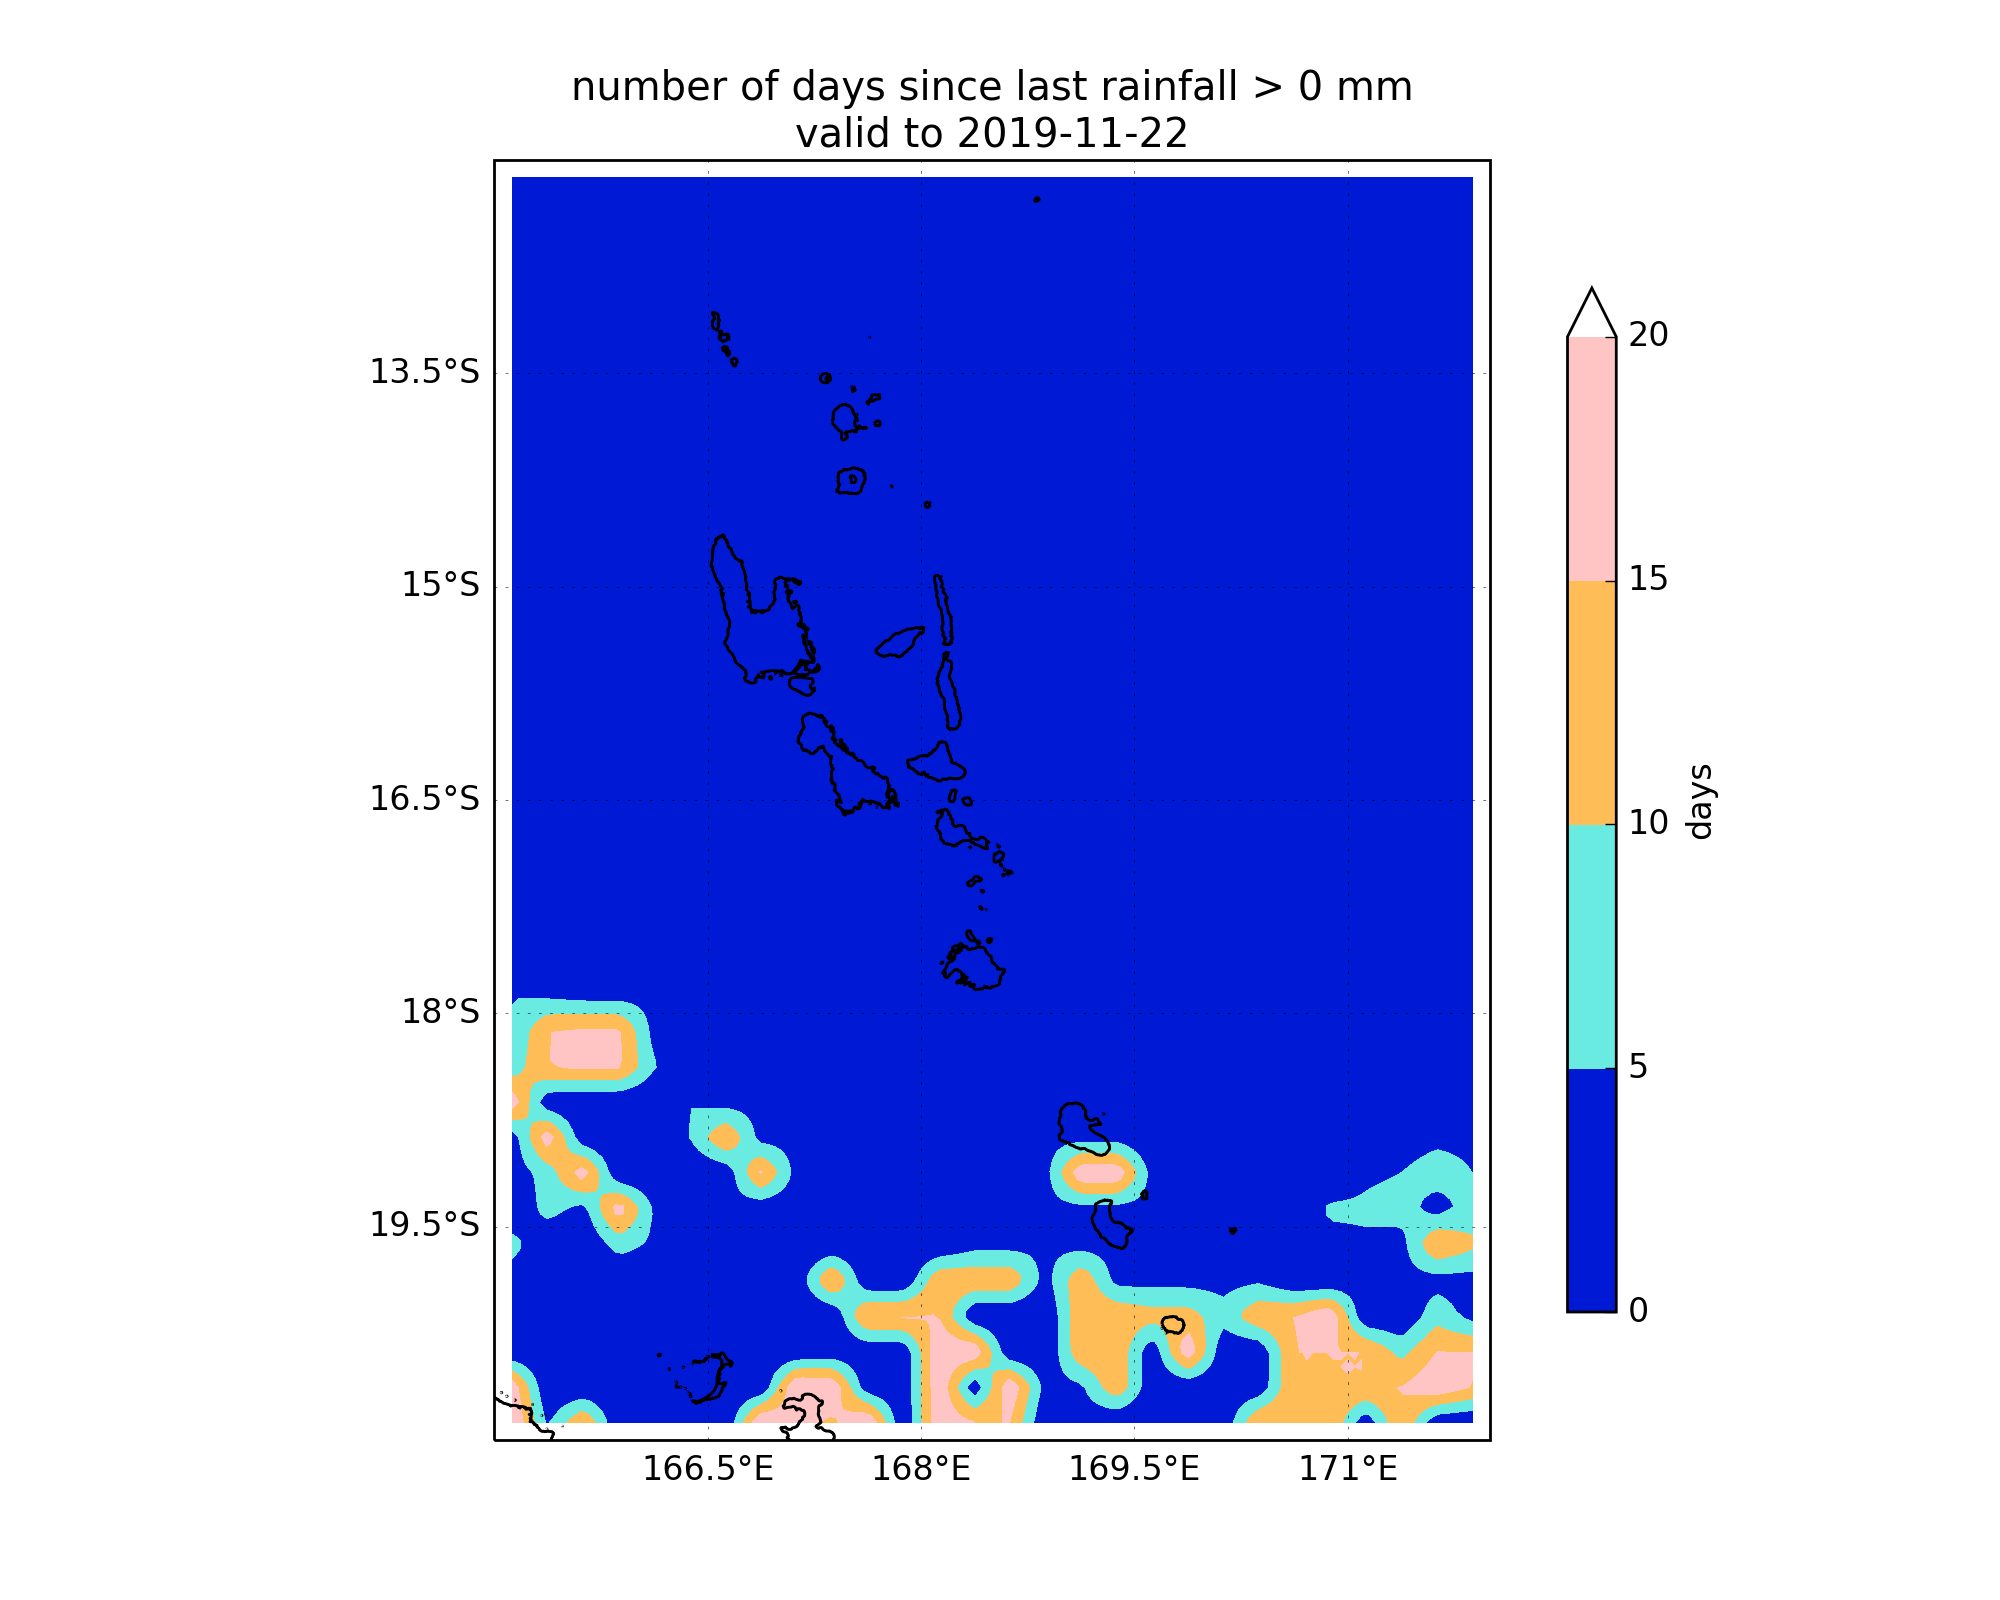 number of days since last rainfall > 0 mm
valid to 2019-11-22
13.5°S
15°S
16.5°S
18°S
19.5°S
166.5°E
168°E
169.5°E
171°E
20
15
10
5
0
days